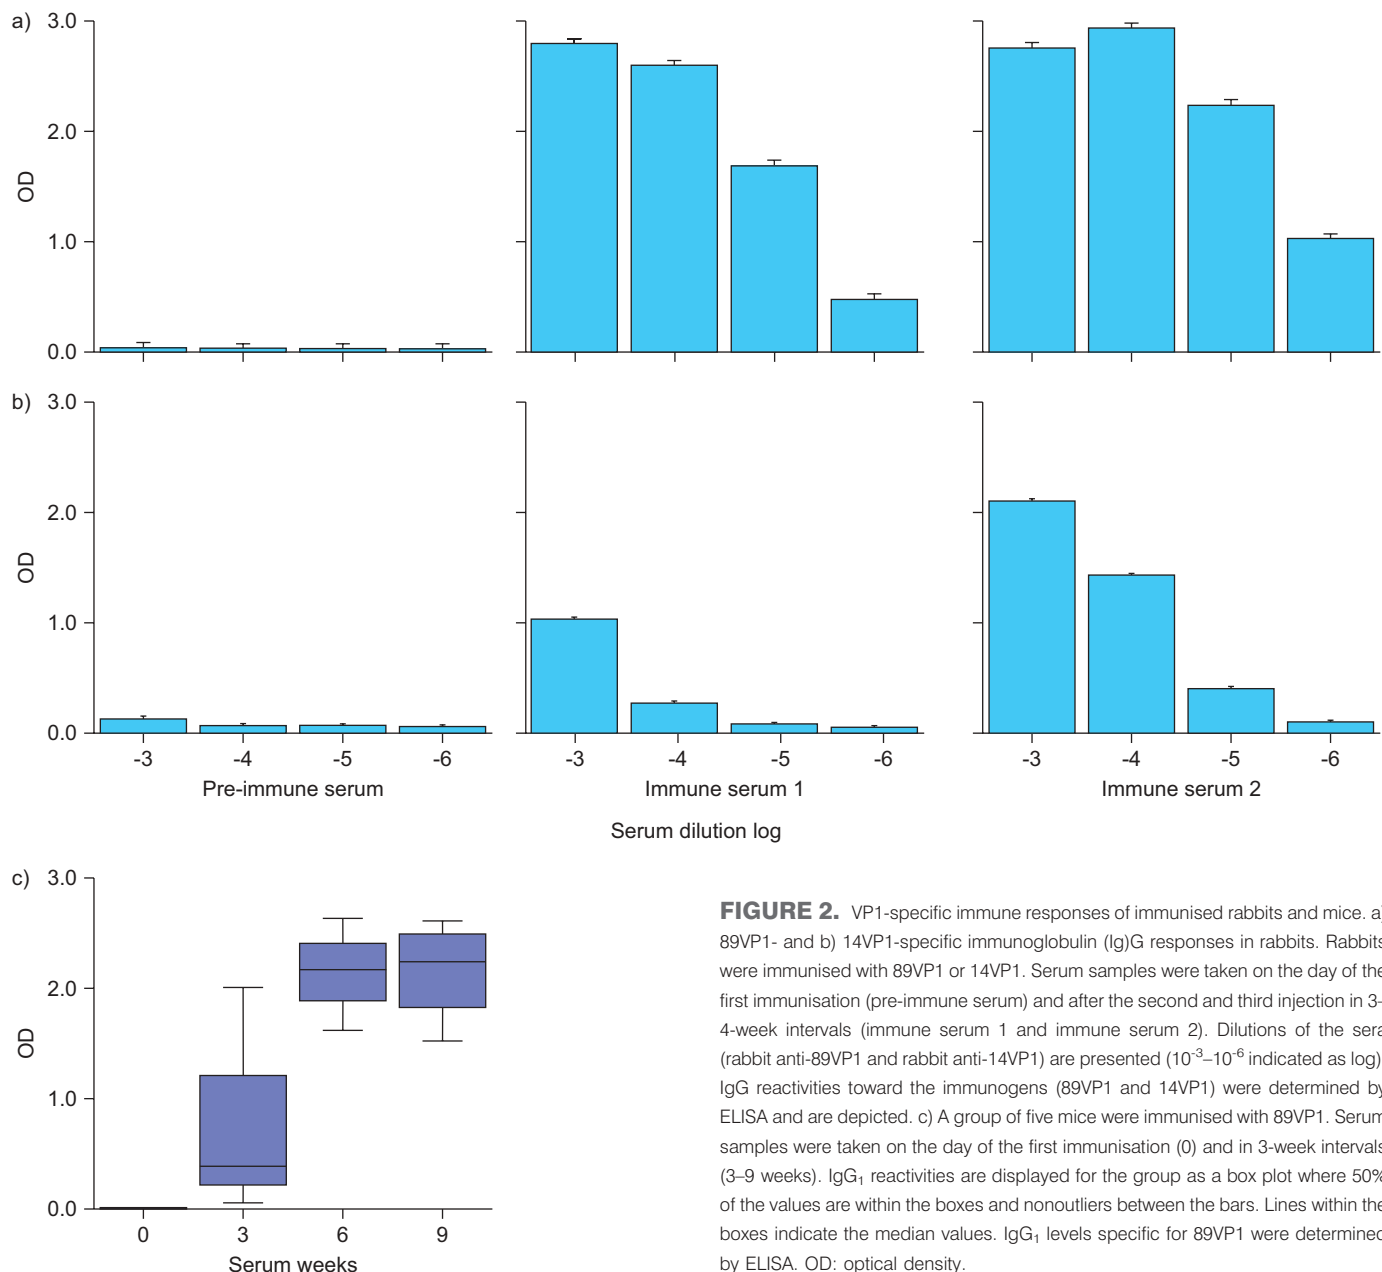 a)
3.0
2.0
1.0
0.0
OD
b)
3.0
2.0
1.0
0.0
OD
-3 -4 -5 -6 -3 -4 -5 -6 -3 -4 -5 -6
Pre-immune serum Immune serum 1 Immune serum 2
Serum dilution log
c)
3.0
2.0
1.0
0.0
OD
0 3 6 9
Serum weeks
FIGURE 2. VP1-specific immune responses of immunised rabbits and mice. a)
89VP1- and b) 14VP1-specific immunoglobulin (Ig)G responses in rabbits. Rabbits
were immunised with 89VP1 or 14VP1. Serum samples were taken on the day of the
first immunisation (pre-immune serum) and after the second and third injection in 3–
4-week intervals (immune serum 1 and immune serum 2). Dilutions of the sera
(rabbit anti-89VP1 and rabbit anti-14VP1) are presented (10⁻³–10⁻⁶ indicated as log)
IgG reactivities toward the immunogens (89VP1 and 14VP1) were determined by
ELISA and are depicted. c) A group of five mice were immunised with 89VP1. Serum
samples were taken on the day of the first immunisation (0) and in 3-week intervals
(3–9 weeks). IgG₁ reactivities are displayed for the group as a box plot where 50%
of the values are within the boxes and nonoutliers between the bars. Lines within the
boxes indicate the median values. IgG₁ levels specific for 89VP1 were determined
by ELISA. OD: optical density.